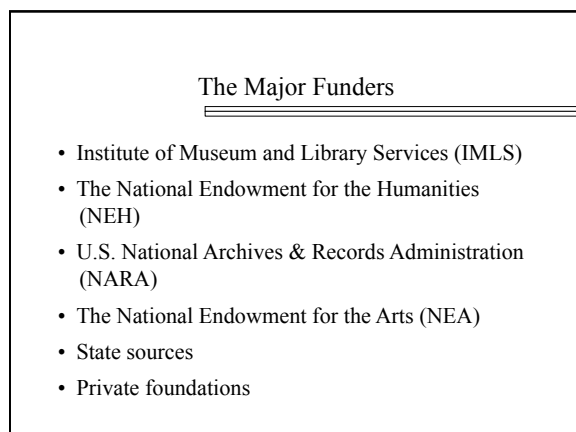 The Major Funders
• Institute of Museum and Library Services (IMLS)
• The National Endowment for the Humanities
(NEH)
• U.S. National Archives & Records Administration
(NARA)
• The National Endowment for the Arts (NEA)
• State sources
• Private foundations